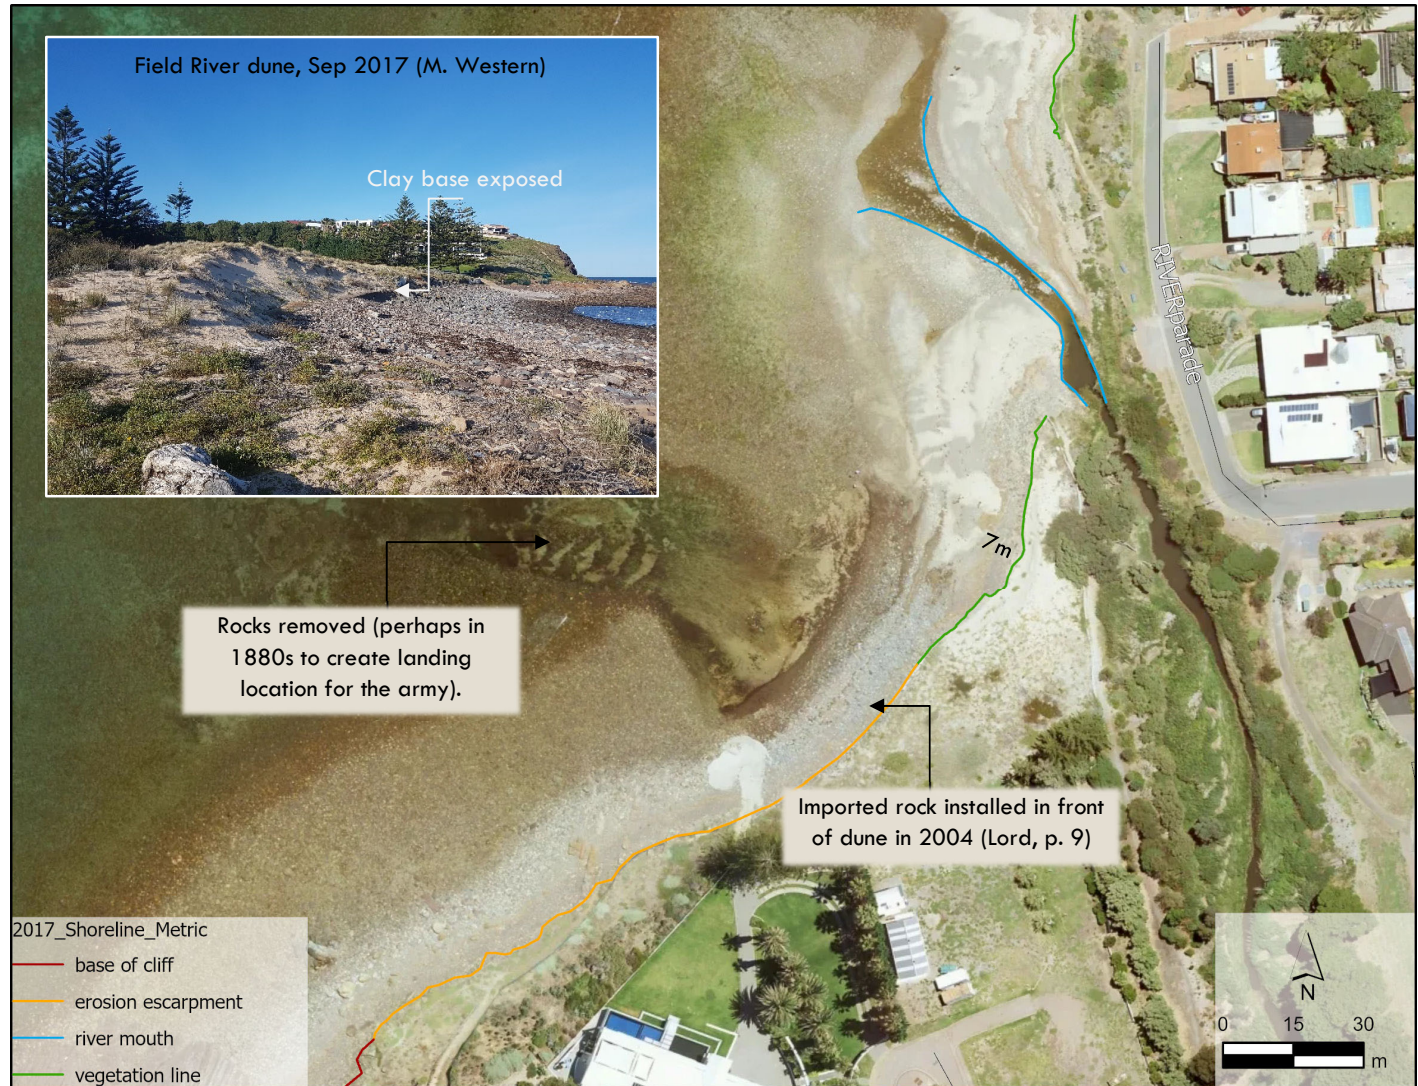 Field River dune, Sep 2017 (M. Western)
Clay base exposed
RIVERparade
7m
Rocks removed (perhaps in
1880s to create landing
location for the army).
Imported rock installed in front
of dune in 2004 (Lord, p. 9)
2017_Shoreline_Metric
base of cliff
erosion escarpment
river mouth
vegetation line
N
0 15 30
m